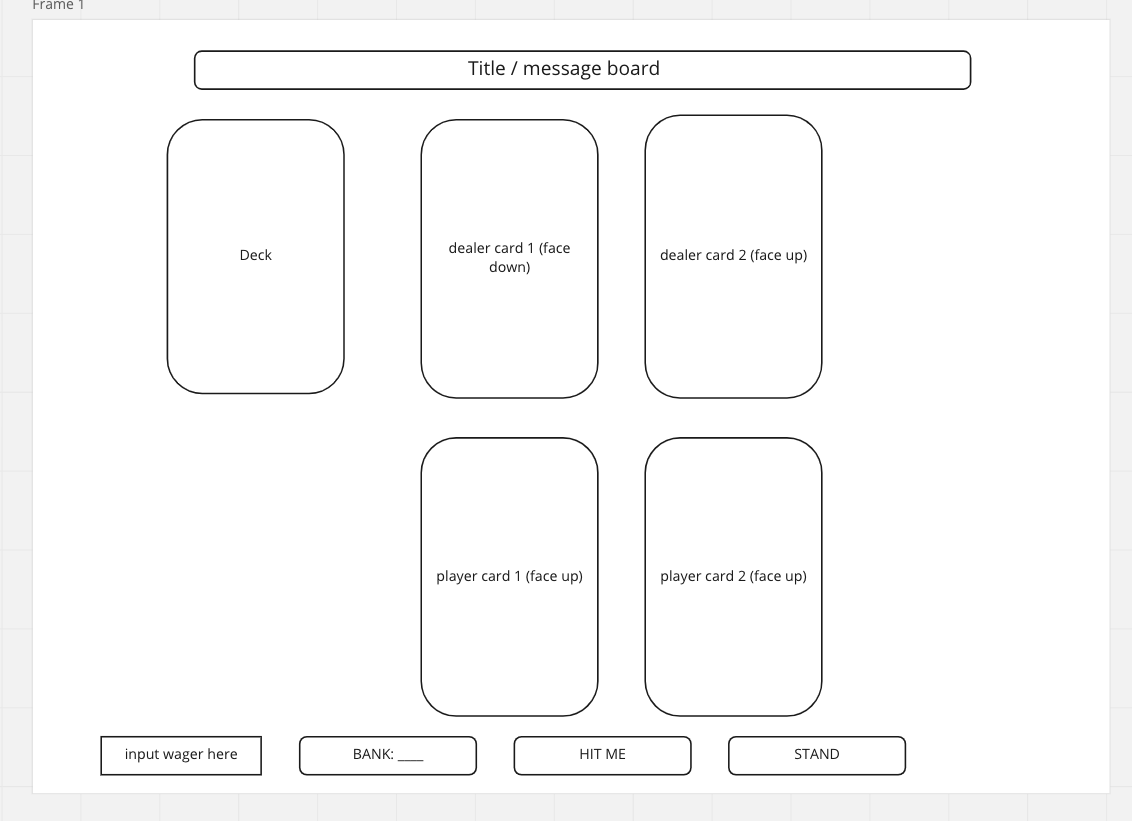 Frame 1
Title / message board
Deck
dealer card 1 (face
down)
dealer card 2 (face up)
player card 1 (face up)
player card 2 (face up)
input wager here
BANK: ____
HIT ME
STAND